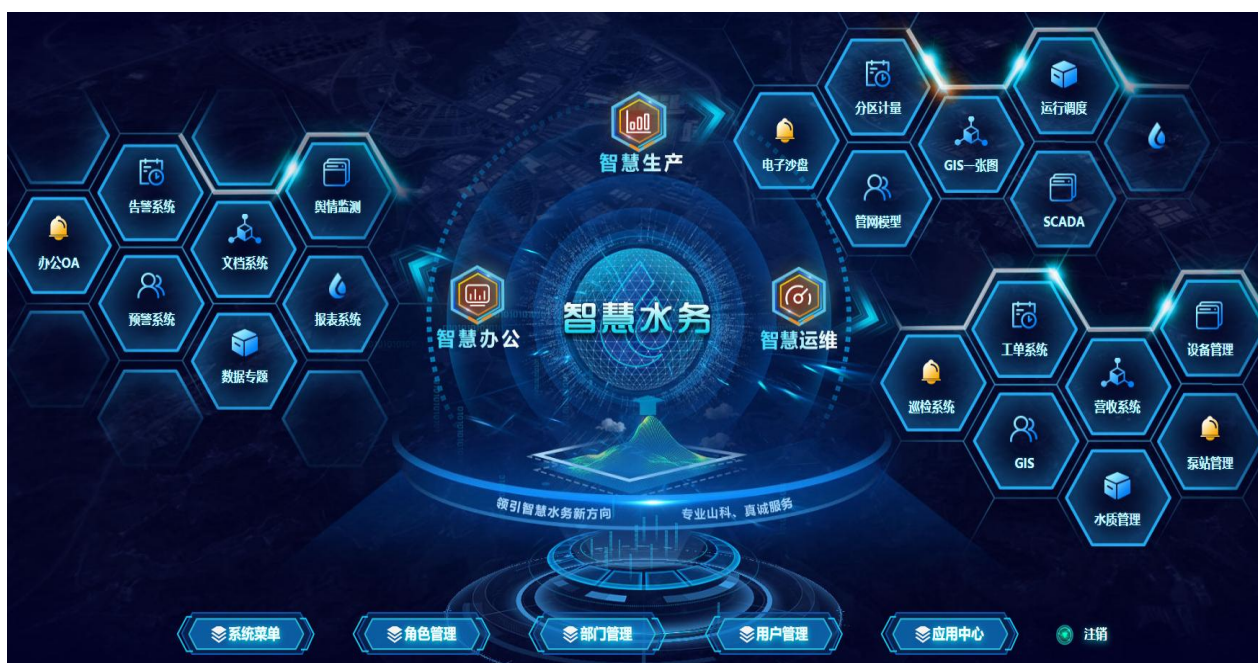 智慧生产
分区计量
运行调度
电子沙盘
GIS一张图
管网模型
SCADA
告警系统
舆情监测
办公OA
文档系统
预警系统
报表系统
数据专题
智慧办公
智慧水务
智慧运维
工单系统
设备管理
巡检系统
营收系统
GIS
泵站管理
水质管理
领引智慧水务新方向
专业山科、真诚服务
系统菜单
角色管理
部门管理
用户管理
应用中心
注销